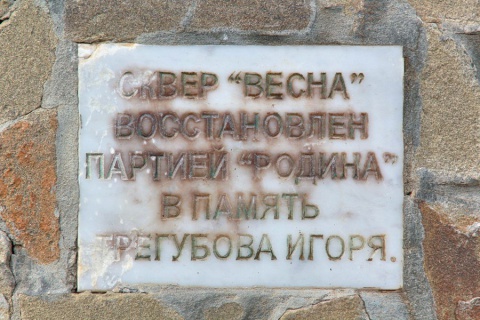 СКВЕР "ВЕСНА"
ВОССТАНОВЛЕН
ПАРТИЕЙ "РОДИНА"
В ПАМЯТЬ
ТРЕГУБОВА ИГОРЯ.